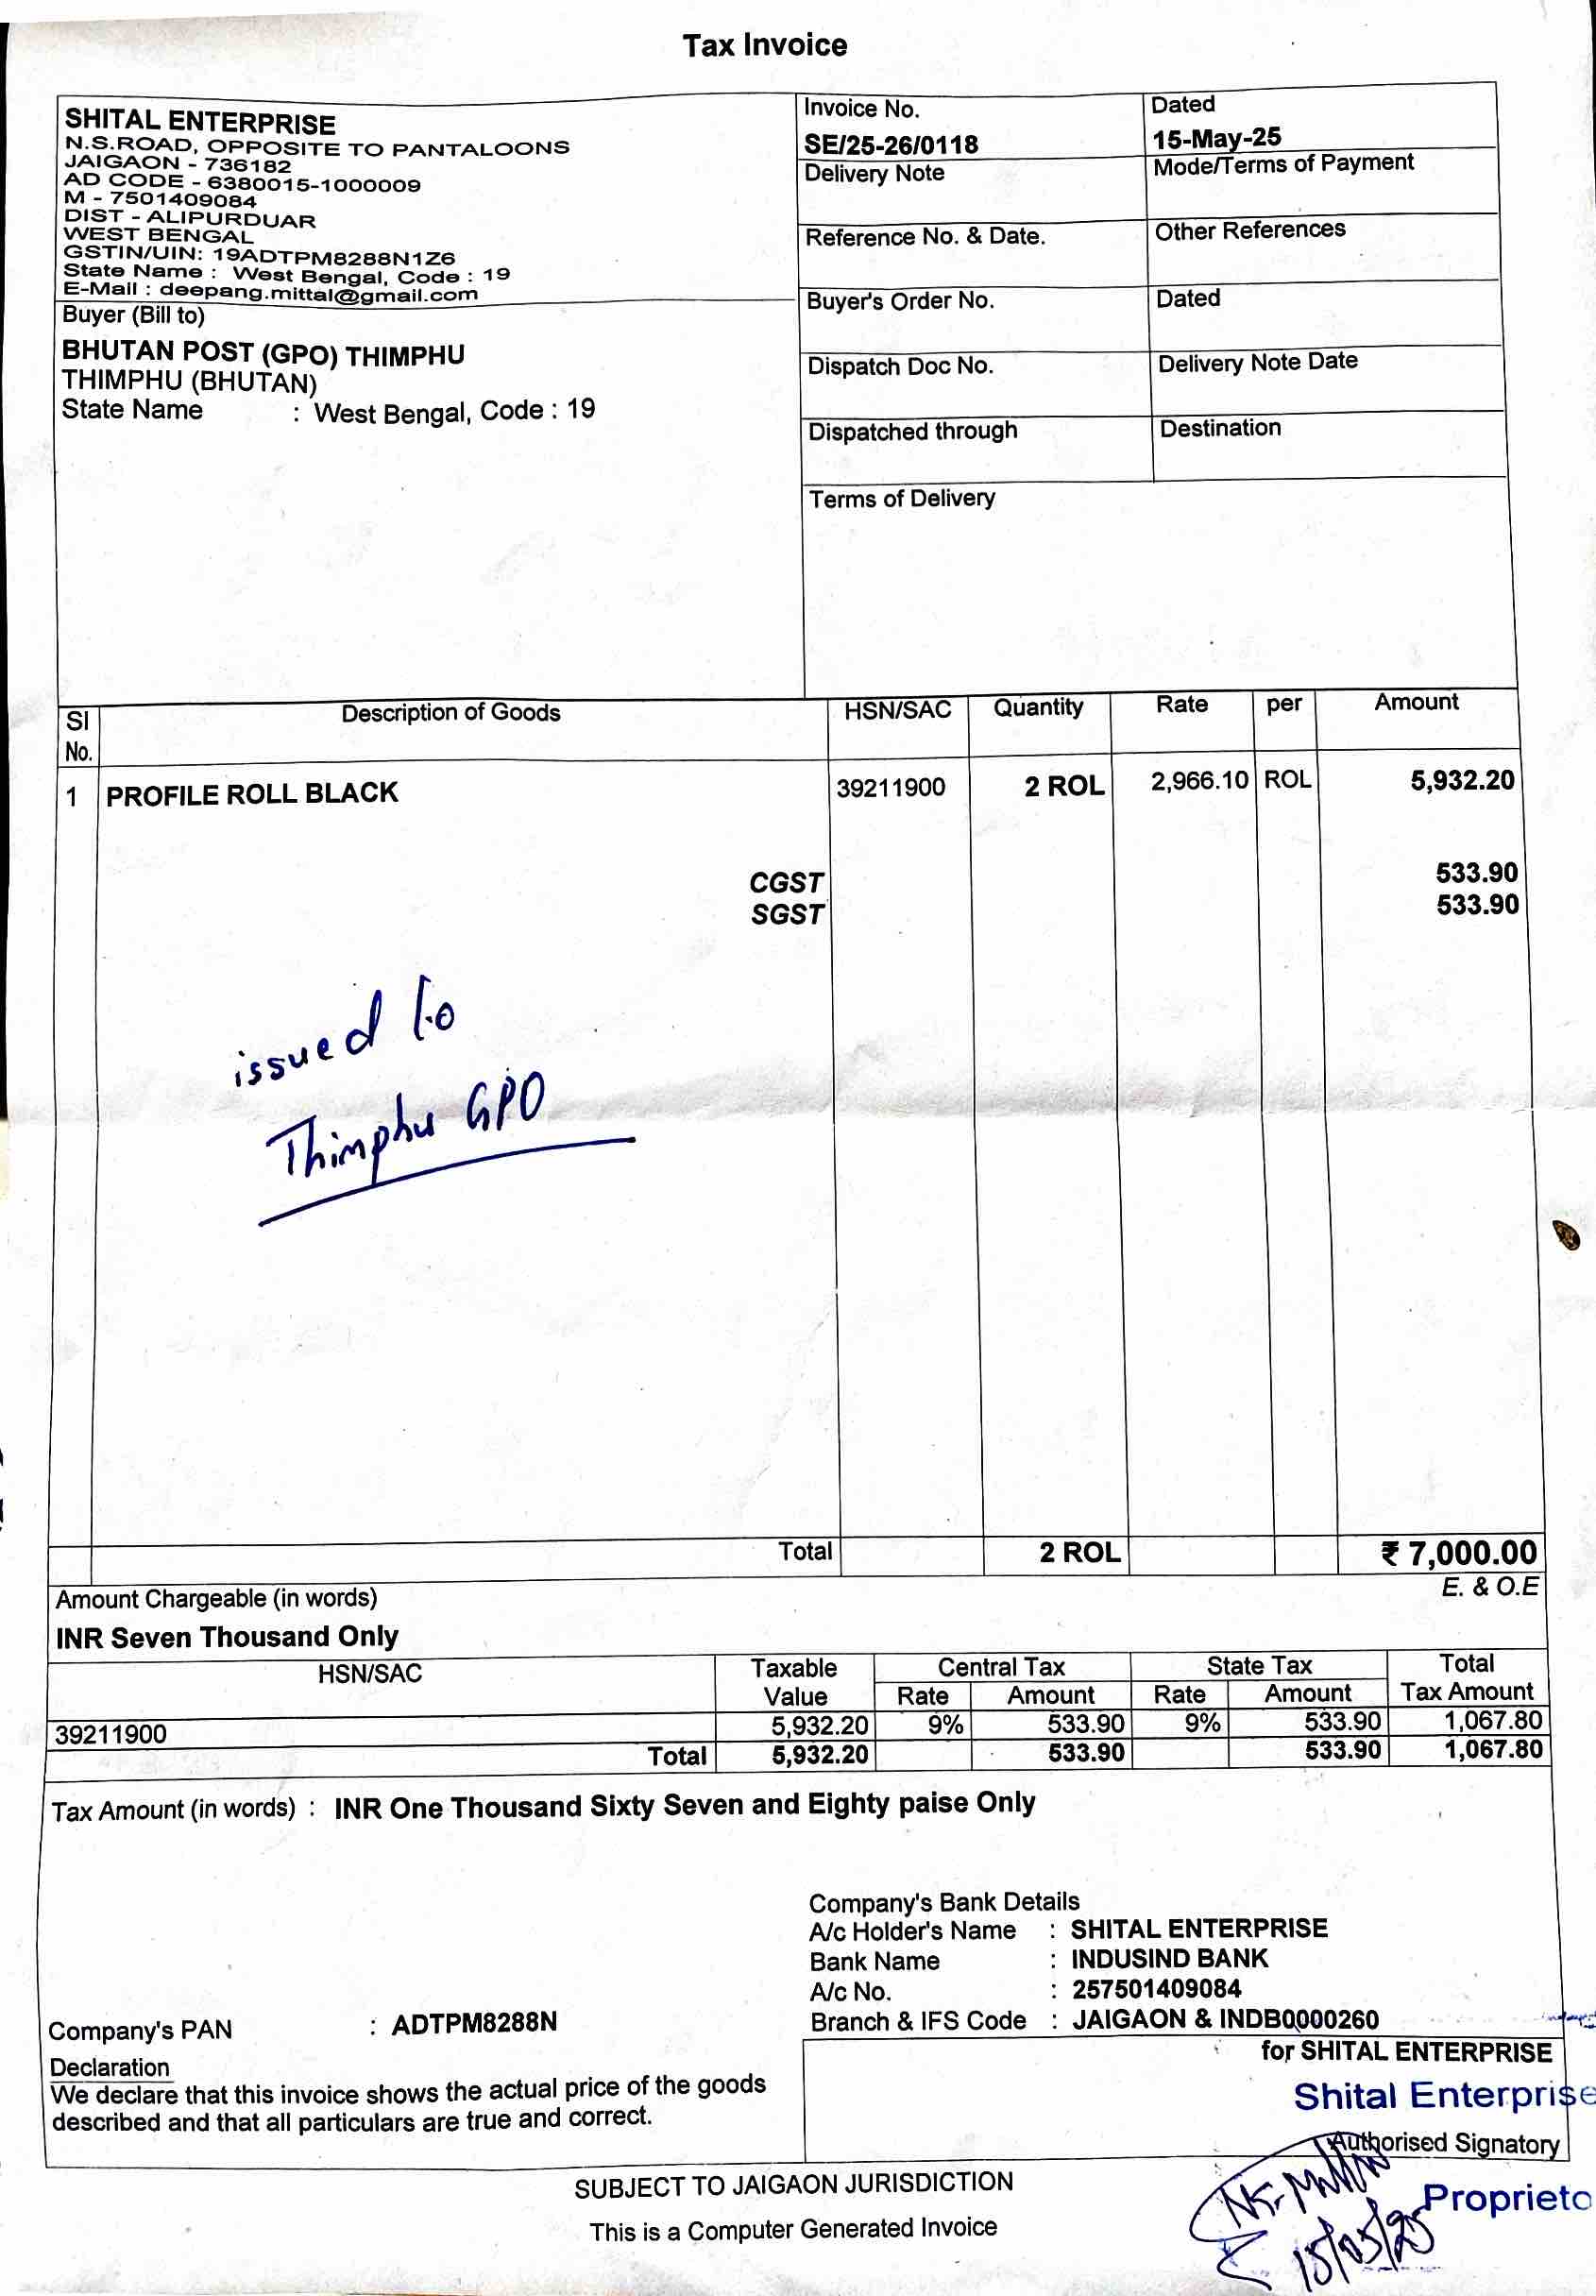 Tax Invoice
SHITAL ENTERPRISE
N.S.ROAD, OPPOSITE TO PANTALOONS
JAIGAON - 736182
AD CODE - 6380015-1000009
M - 7501409084
DIST - ALIPURDUAR
WEST BENGAL
GSTIN/UIN: 19ADTPM8288N1Z6
State Name : West Bengal, Code : 19
E-Mail : deepang.mittal@gmail.com
Invoice No. Dated
SE/25-26/0118 15-May-25
Delivery Note Mode/Terms of Payment
Reference No. & Date. Other References
Buyer (Bill to)
BHUTAN POST (GPO) THIMPHU
THIMPHU (BHUTAN)
State Name : West Bengal, Code : 19
Buyer's Order No. Dated
Dispatch Doc No. Delivery Note Date
Dispatched through Destination
Terms of Delivery
Sl No. Description of Goods HSN/SAC Quantity Rate per Amount
1 PROFILE ROLL BLACK 39211900 2 ROL 2,966.10 ROL 5,932.20
CGST 533.90
SGST 533.90
issued to
Thimphu GPO
Total 2 ROL ₹ 7,000.00
Amount Chargeable (in words) E. & O.E
INR Seven Thousand Only
HSN/SAC Taxable Value Central Tax State Tax Total Tax Amount
Rate Amount Rate Amount
39211900 5,932.20 9% 533.90 9% 533.90 1,067.80
Total 5,932.20 533.90 533.90 1,067.80
Tax Amount (in words) : INR One Thousand Sixty Seven and Eighty paise Only
Company's Bank Details
A/c Holder's Name : SHITAL ENTERPRISE
Bank Name : INDUSIND BANK
A/c No. : 257501409084
Branch & IFS Code : JAIGAON & INDB0000260
Company's PAN : ADTPM8288N
Declaration
We declare that this invoice shows the actual price of the goods
described and that all particulars are true and correct.
for SHITAL ENTERPRISE
Shital Enterprise
Authorised Signatory
Proprieto
15/05/25
SUBJECT TO JAIGAON JURISDICTION
This is a Computer Generated Invoice